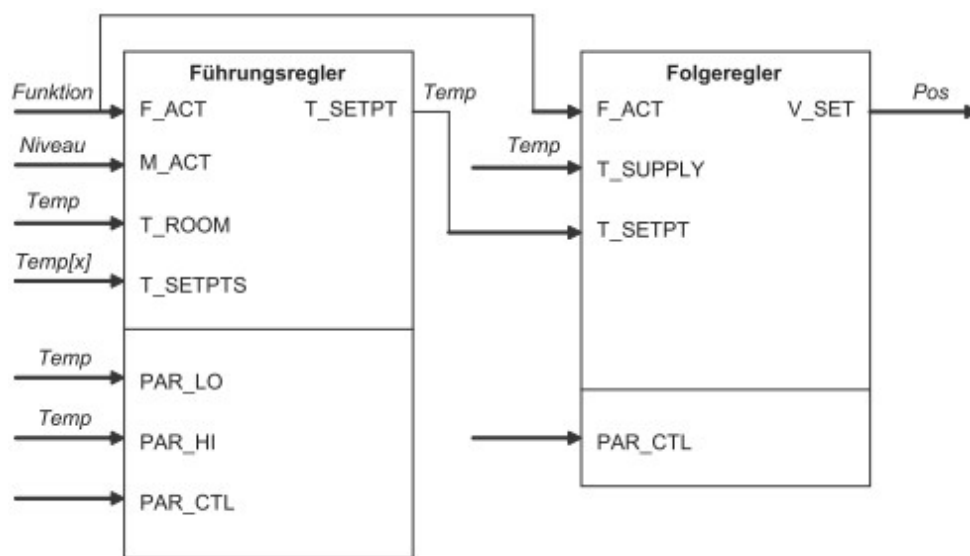 Führungsregler
Funktion
F_ACT
T_SETPT
Temp
Niveau
M_ACT
Temp
T_ROOM
Temp[x]
T_SETPTS
Temp
PAR_LO
Temp
PAR_HI
PAR_CTL
Folgeregler
F_ACT
V_SET
Pos
Temp
T_SUPPLY
T_SETPT
PAR_CTL